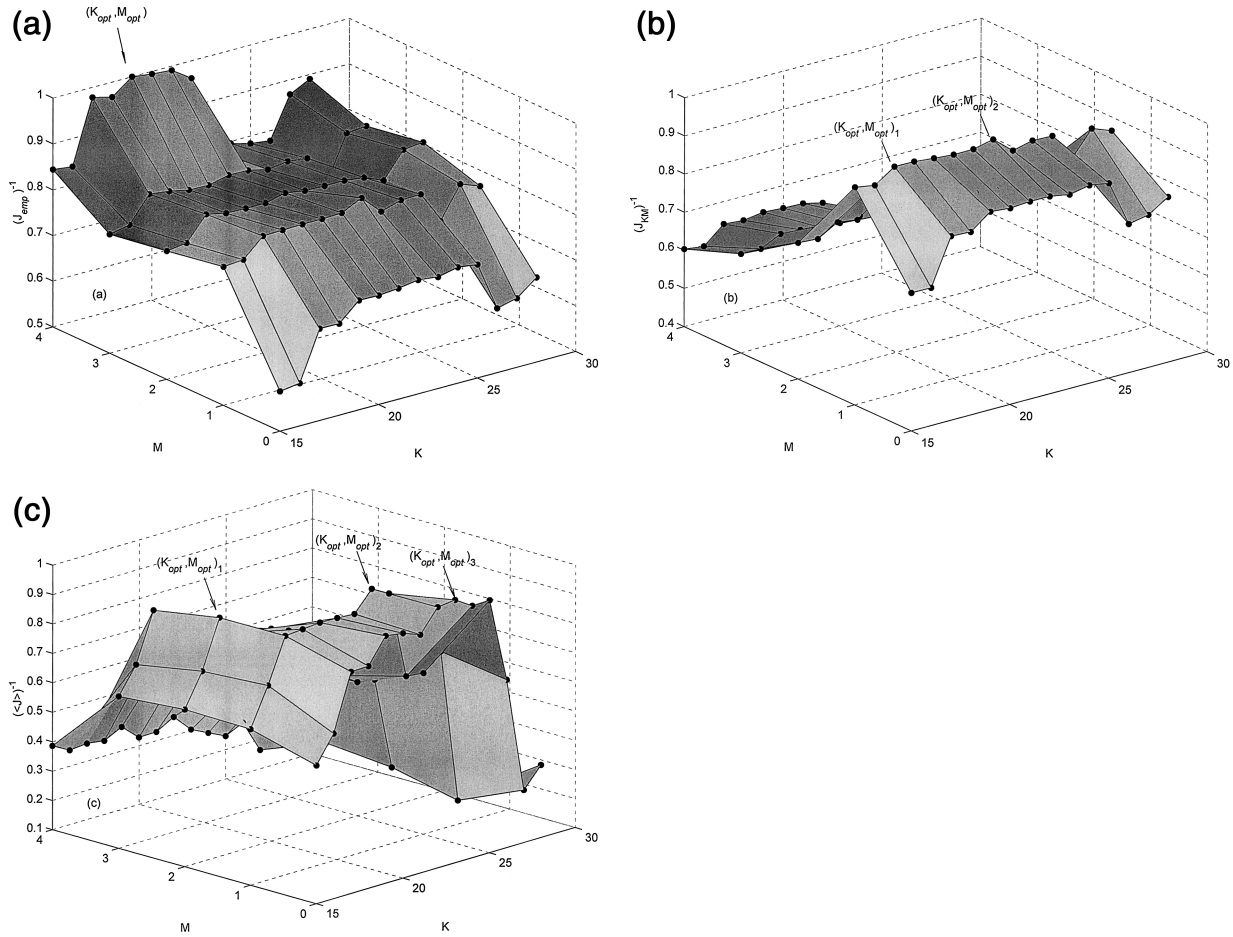 (a)
(K_opt, M_opt)
1
0.9
0.8
0.7
0.6
0.5
(J_emp)^-1
(a)
4
3
2
1
0
M
15
20
25
30
K
(b)
(K_opt, M_opt)_1
(K_opt, M_opt)_2
1
0.9
0.8
0.7
0.6
0.5
0.4
(J_KM)^-1
(b)
4
3
2
1
0
M
15
20
25
30
K
(c)
(K_opt, M_opt)_1
(K_opt, M_opt)_2
(K_opt, M_opt)_3
1
0.9
0.8
0.7
0.6
0.5
0.4
0.3
0.2
0.1
(<J>)^-1
(c)
4
3
2
1
0
M
15
20
25
30
K